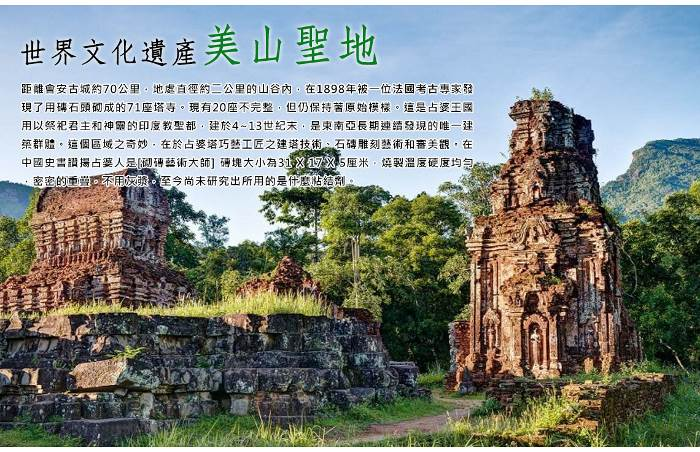 世界文化遺產美山聖地
距離會安古城約70公里，地處直徑約二公里的山谷內，在1898年被一位法國考古專家發
現了用磚石頭砌成的71座塔寺。現有20座不完整，但仍保持著原始模樣。這是占婆王國
用以祭祀君主和神靈的印度教聖都，建於4~13世紀末，是東南亞長期連續發現的唯一建
築群體。這個區域之奇妙，在於占婆塔巧藝工匠之建塔技術、石磚雕刻藝術和審美觀。在
中國史書讚揚占婆人是[砌磚藝術大師] 磚塊大小為31 X 17 X 5厘米，燒製溫度硬度均勻
，密密的重疊，不用灰漿，至今尚未研究出所用的是什麼粘結劑。